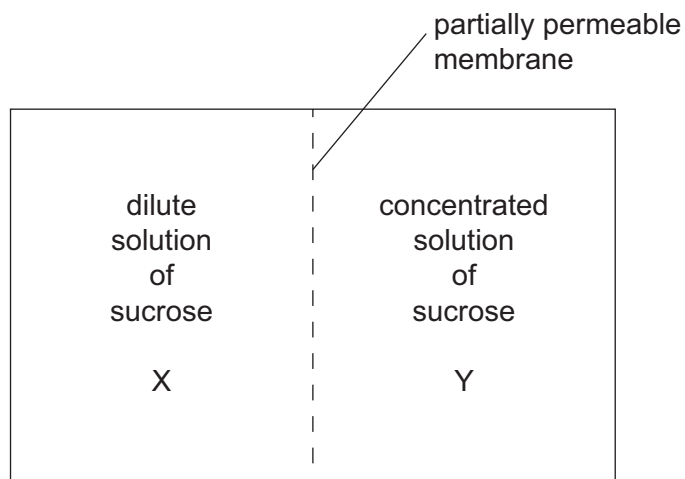 partially permeable
membrane
dilute
solution
of
sucrose
X
concentrated
solution
of
sucrose
Y